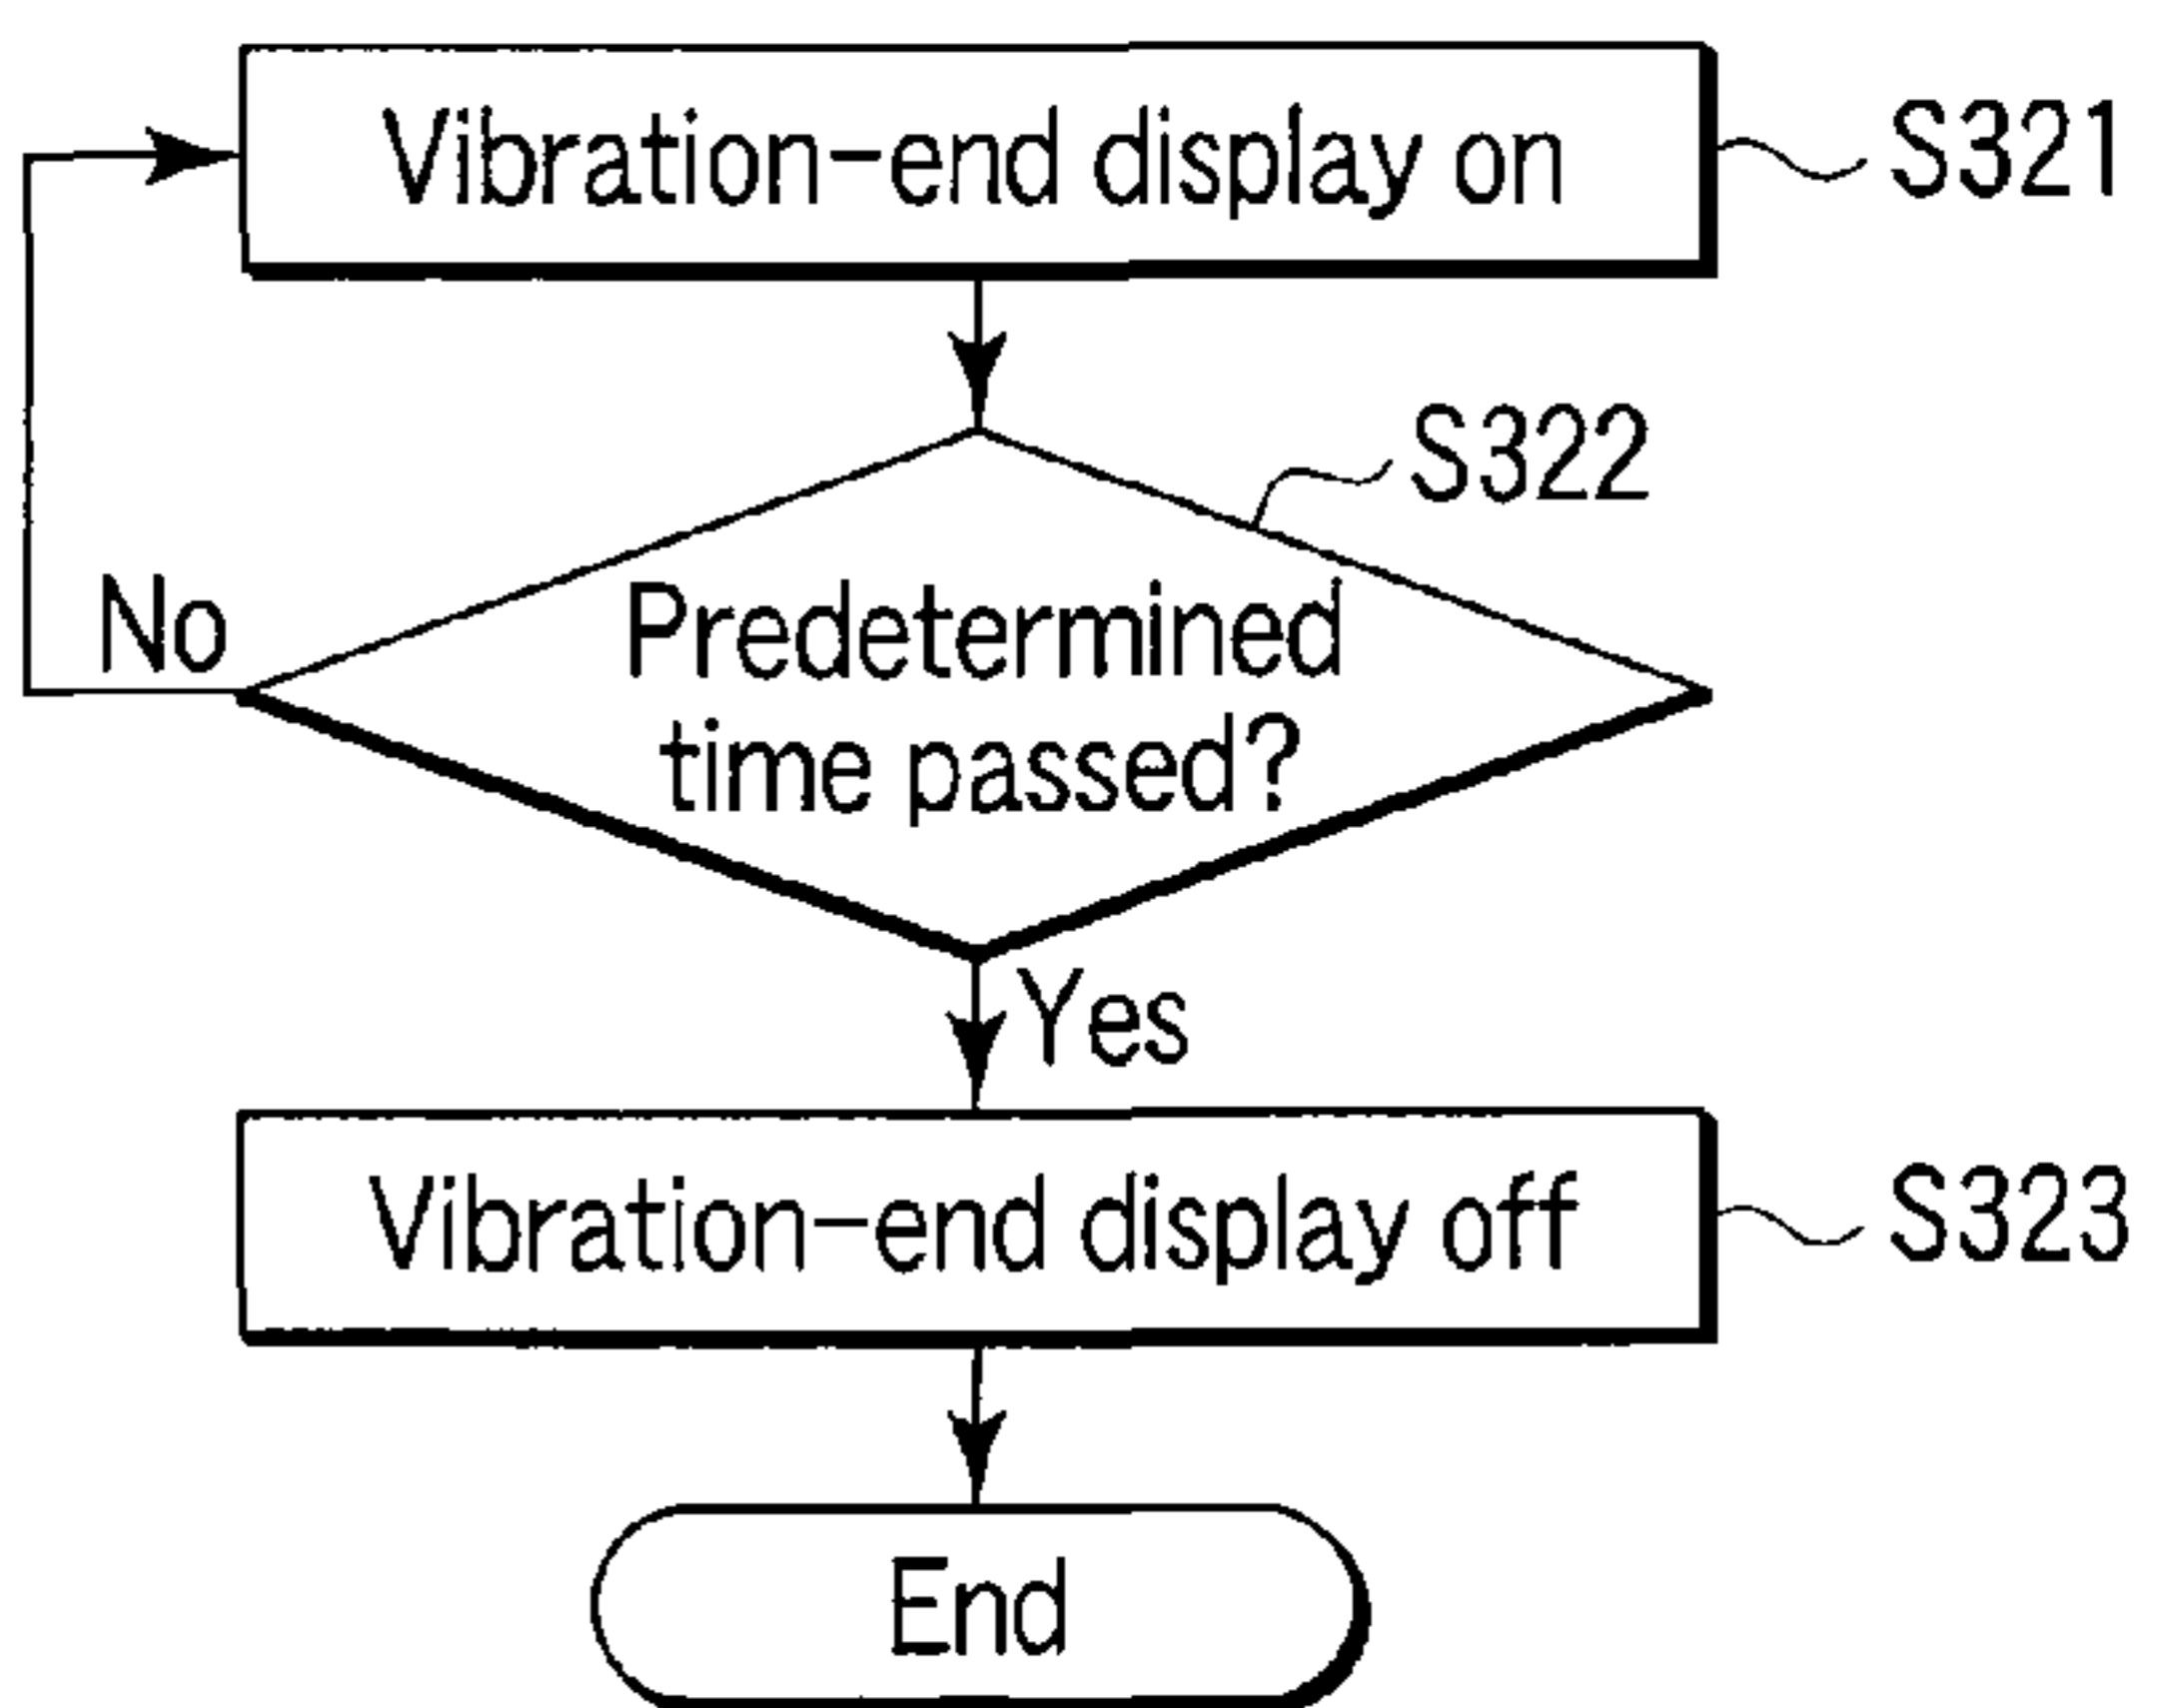 Vibration-end display on
S321
S322
No
Predetermined
time passed?
Yes
Vibration-end display off
S323
End